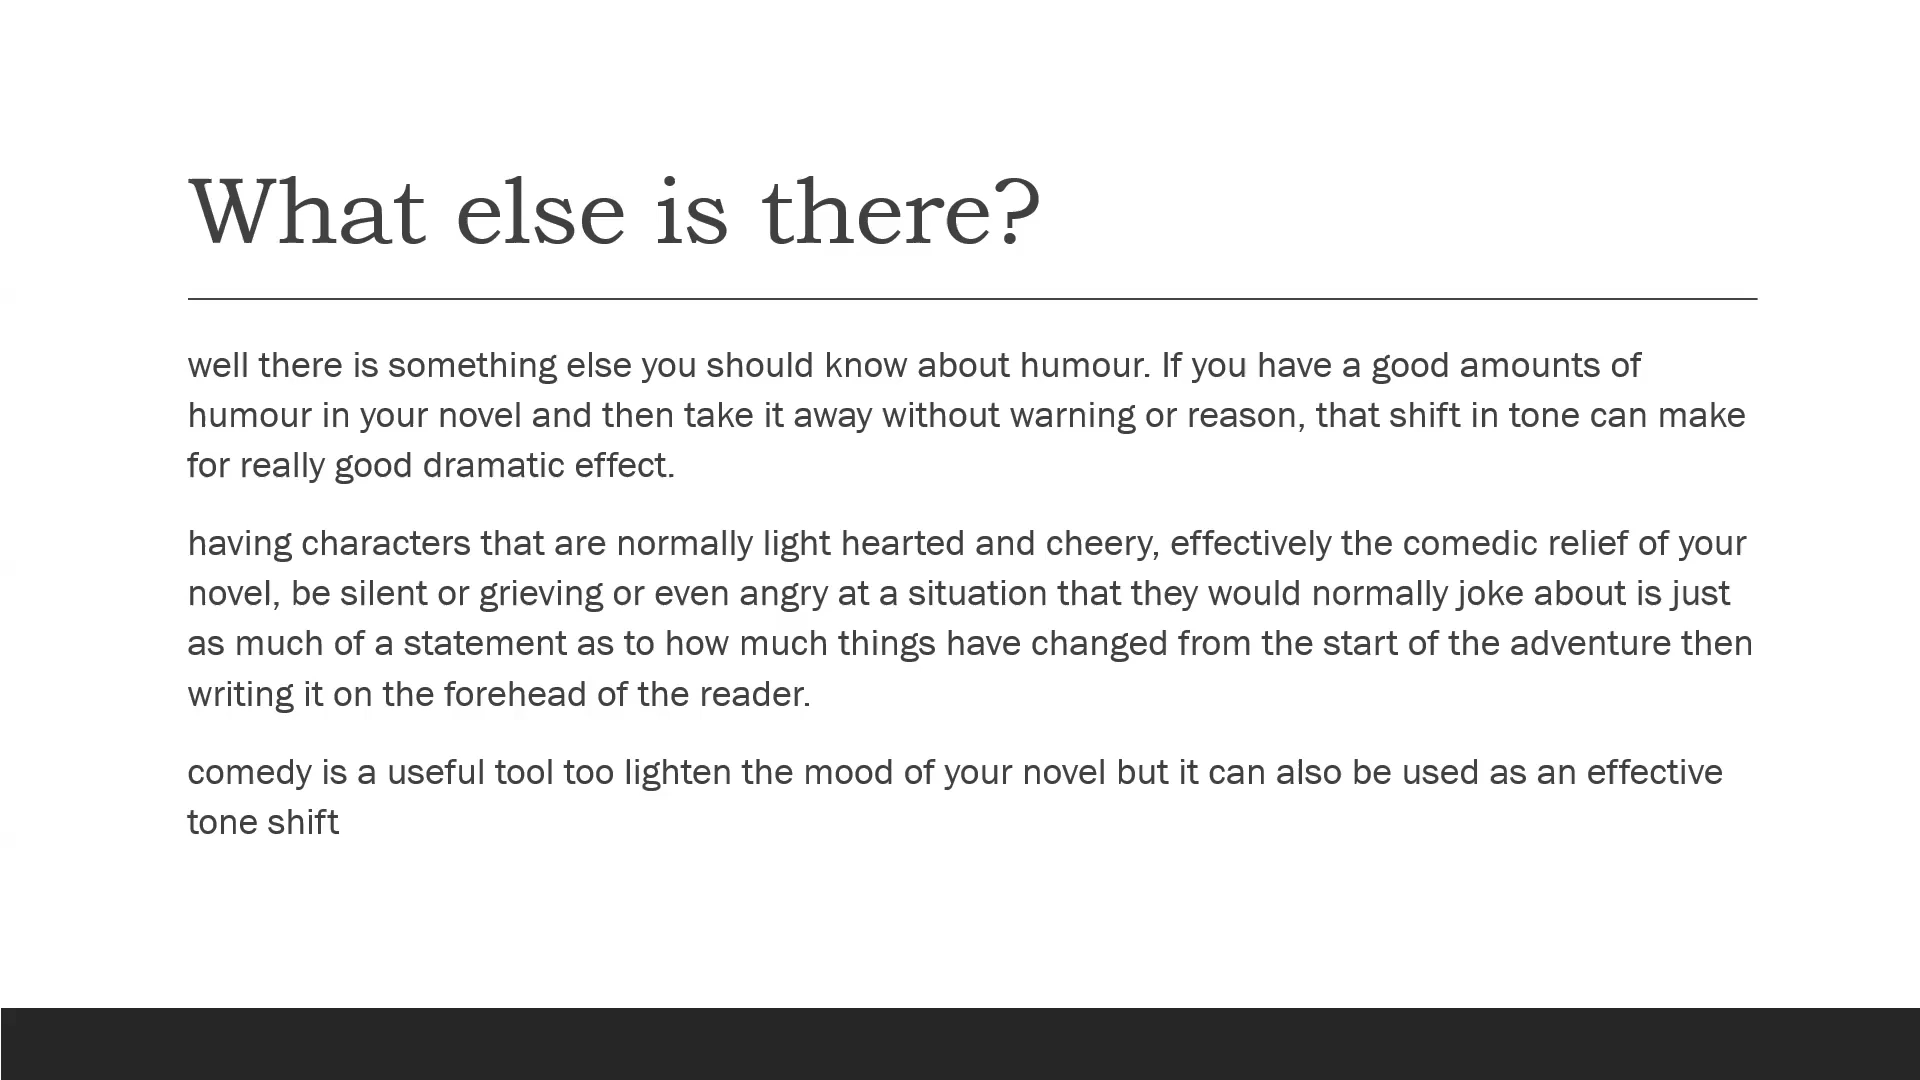 What else is there?
well there is something else you should know about humour. If you have a good amounts of
humour in your novel and then take it away without warning or reason, that shift in tone can make
for really good dramatic effect.
having characters that are normally light hearted and cheery, effectively the comedic relief of your
novel, be silent or grieving or even angry at a situation that they would normally joke about is just
as much of a statement as to how much things have changed from the start of the adventure then
writing it on the forehead of the reader.
comedy is a useful tool too lighten the mood of your novel but it can also be used as an effective
tone shift